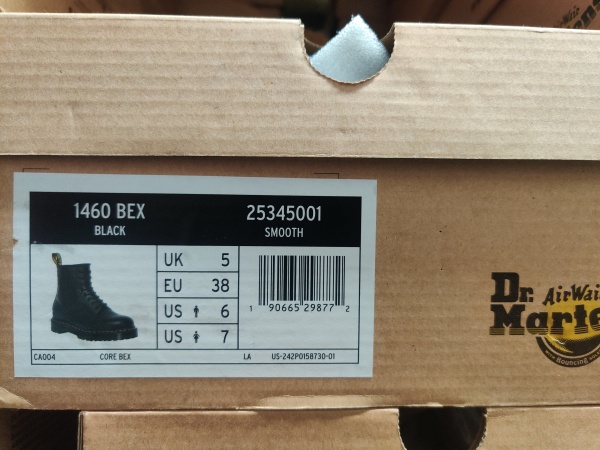 1460 BEX
BLACK
25345001
SMOOTH
UK 5
EU 38
US 6
US 7
1 90665 29877 2
CA004 CORE BEX LA US-242P0158730-01
Dr.
AirWair
Martens